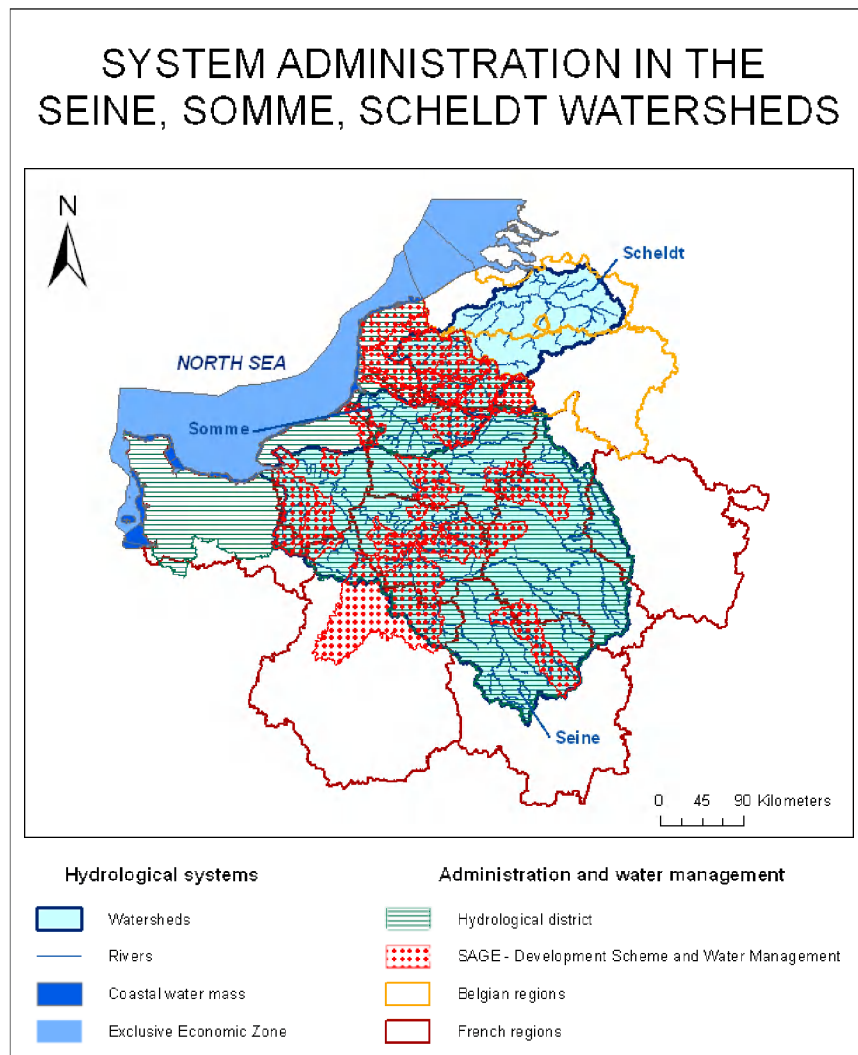 SYSTEM ADMINISTRATION IN THE
SEINE, SOMME, SCHELDT WATERSHEDS
N
Scheldt
NORTH SEA
Somme
Seine
0 45 90 Kilometers
Hydrological systems
Watersheds
Rivers
Coastal water mass
Exclusive Economic Zone
Administration and water management
Hydrological district
SAGE - Development Scheme and Water Management
Belgian regions
French regions